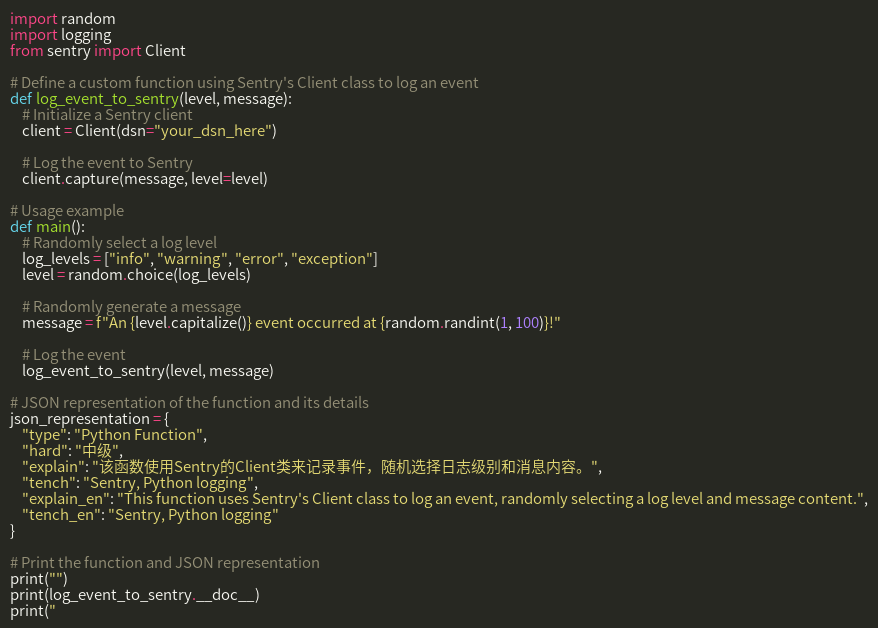 import random
import logging
from sentry import Client

# Define a custom function using Sentry's Client class to log an event
def log_event_to_sentry(level, message):
    # Initialize a Sentry client
    client = Client(dsn="your_dsn_here")

    # Log the event to Sentry
    client.capture(message, level=level)

# Usage example
def main():
    # Randomly select a log level
    log_levels = ["info", "warning", "error", "exception"]
    level = random.choice(log_levels)

    # Randomly generate a message
    message = f"An {level.capitalize()} event occurred at {random.randint(1, 100)}!"

    # Log the event
    log_event_to_sentry(level, message)

# JSON representation of the function and its details
json_representation = {
    "type": "Python Function",
    "hard": "中级",
    "explain": "该函数使用Sentry的Client类来记录事件，随机选择日志级别和消息内容。",
    "tench": "Sentry, Python logging",
    "explain_en": "This function uses Sentry's Client class to log an event, randomly selecting a log level and message content.",
    "tench_en": "Sentry, Python logging"
}

# Print the function and JSON representation
print("")
print(log_event_to_sentry.__doc__)
print("